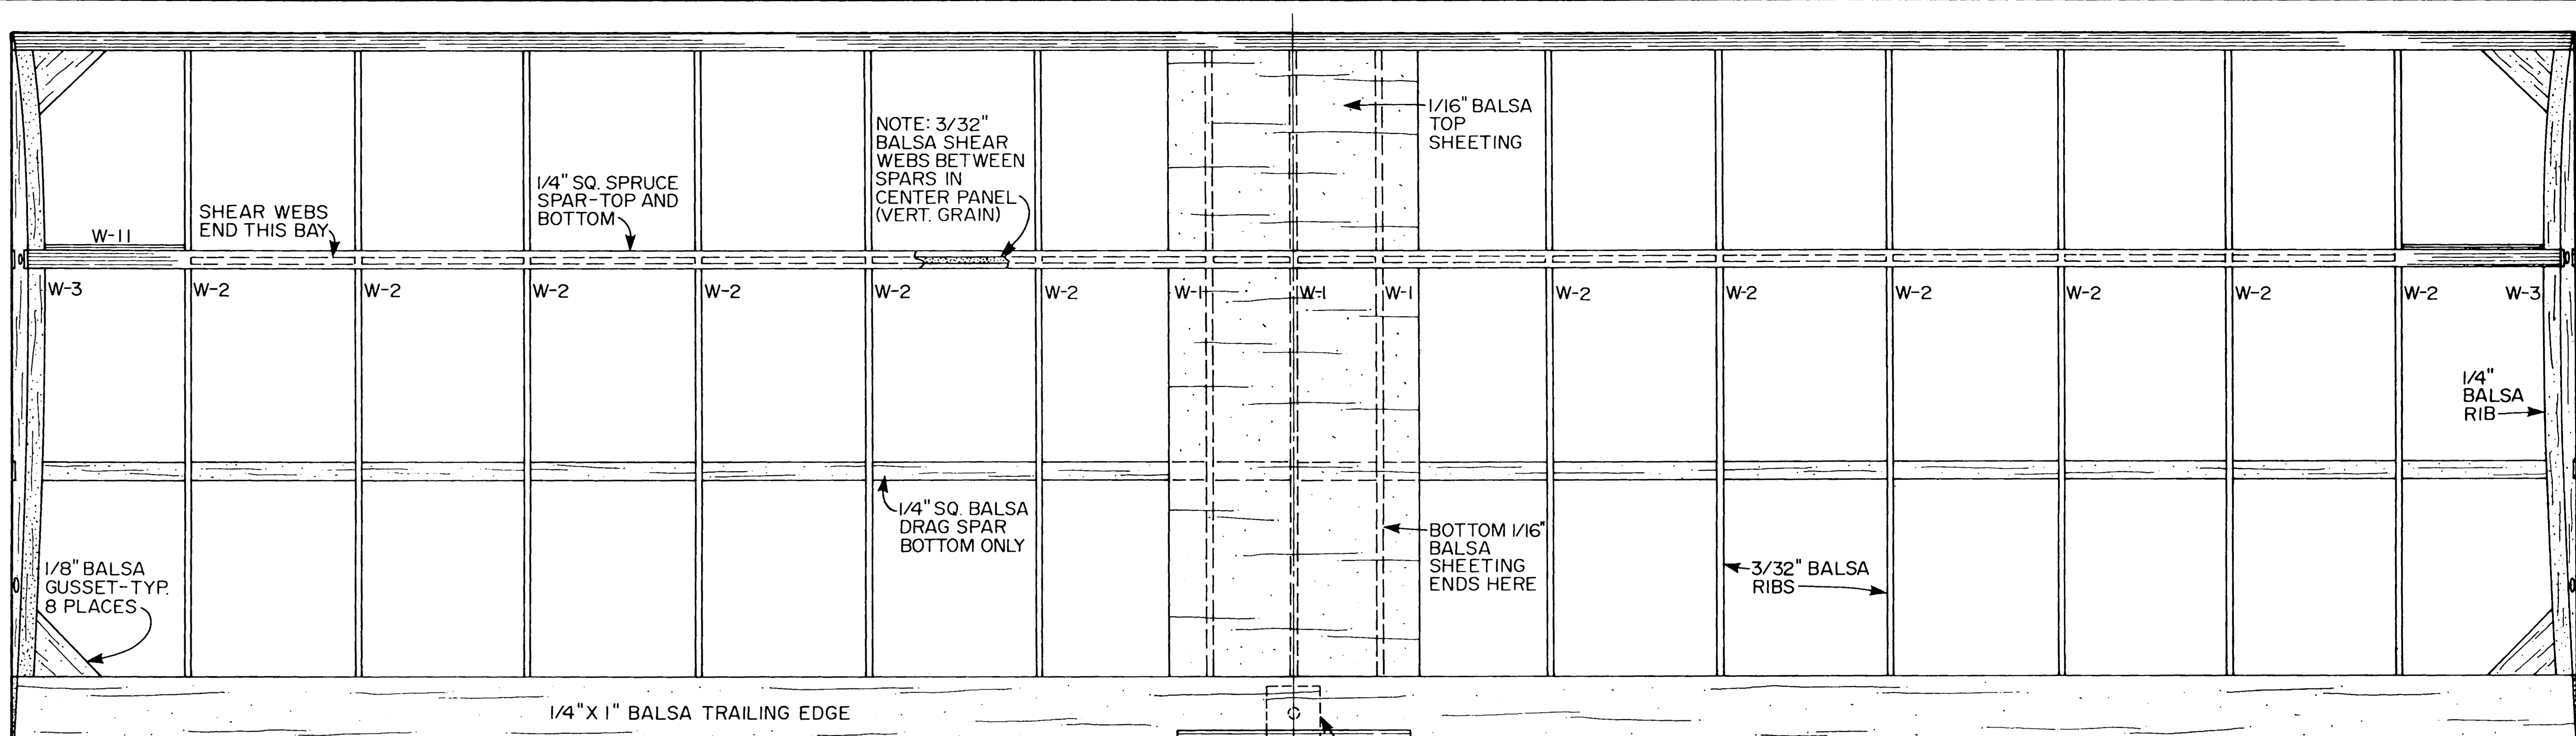 1/16" BALSA
TOP
SHEETING
NOTE: 3/32"
BALSA SHEAR
WEBS BETWEEN
SPARS IN
CENTER PANEL
(VERT. GRAIN)
1/4" SQ. SPRUCE
SPAR-TOP AND
BOTTOM
SHEAR WEBS
END THIS BAY
W-11
W-3 W-2 W-2 W-2 W-2 W-2 W-2 W-1 W-1 W-1 W-2 W-2 W-2 W-2 W-2 W-2 W-3
1/4"
BALSA
RIB
1/4" SQ. BALSA
DRAG SPAR
BOTTOM ONLY
BOTTOM 1/16"
BALSA
SHEETING
ENDS HERE
3/32" BALSA
RIBS
1/8" BALSA
GUSSET-TYP.
8 PLACES
1/4" X 1" BALSA TRAILING EDGE